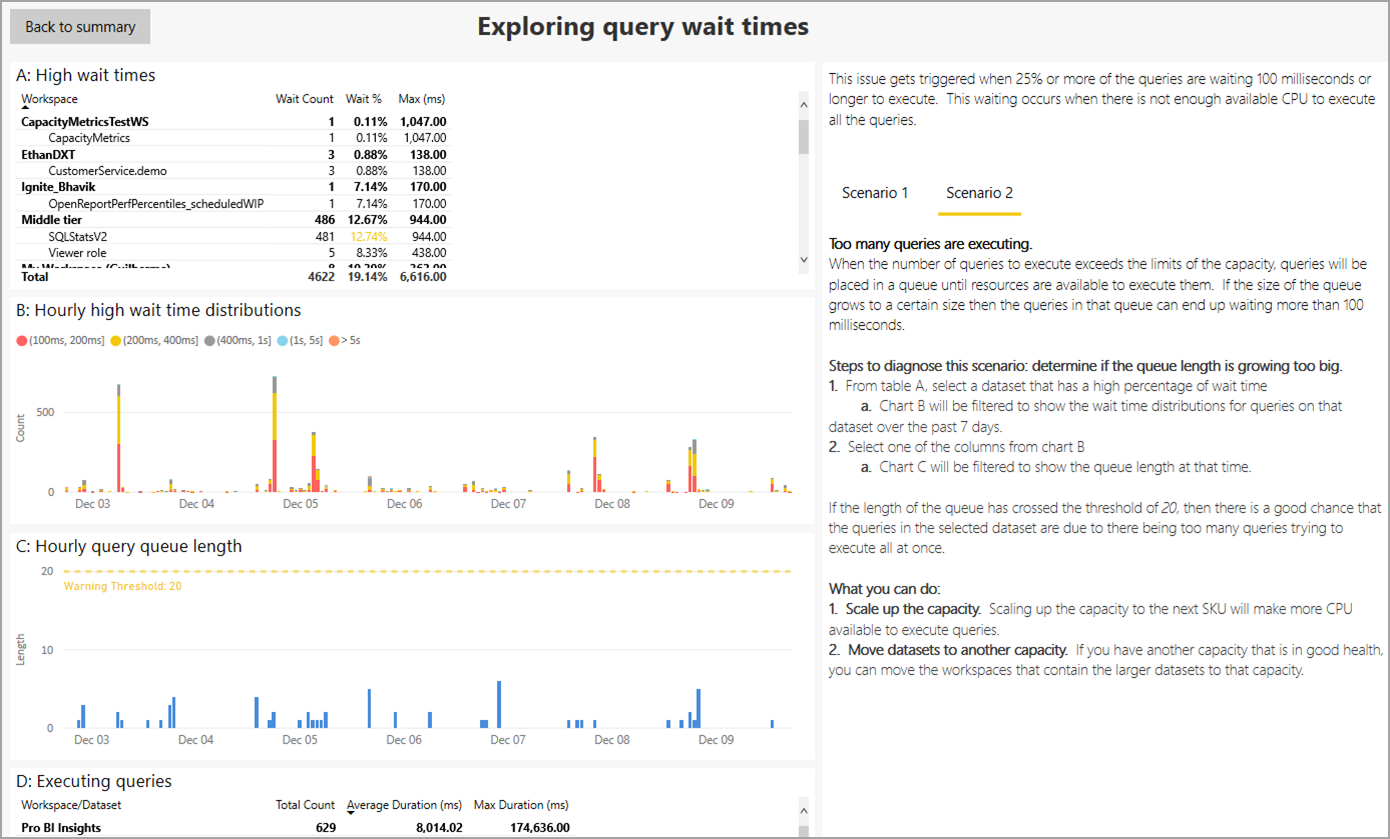 Back to summary
Exploring query wait times
A: High wait times
Workspace Wait Count Wait % Max (ms)
CapacityMetricsTestWS 1 0.11% 1,047.00
CapacityMetrics 1 0.11% 1,047.00
EthanDXT 3 0.88% 138.00
CustomerService.demo 3 0.88% 138.00
Ignite_Bhavik 1 7.14% 170.00
OpenReportPerfPercentiles_scheduledWIP 1 7.14% 170.00
Middle tier 486 12.67% 944.00
SQLStatsV2 481 12.74% 944.00
Viewer role 5 8.33% 438.00
Total 4622 19.14% 6,616.00
B: Hourly high wait time distributions
(100ms, 200ms] (200ms, 400ms] (400ms, 1s] (1s, 5s] > 5s
Count
500
0
Dec 03 Dec 04 Dec 05 Dec 06 Dec 07 Dec 08 Dec 09
C: Hourly query queue length
20
Warning Threshold: 20
Length
10
0
Dec 03 Dec 04 Dec 05 Dec 06 Dec 07 Dec 08 Dec 09
D: Executing queries
Workspace/Dataset Total Count Average Duration (ms) Max Duration (ms)
Pro BI Insights 629 8,014.02 174,636.00
This issue gets triggered when 25% or more of the queries are waiting 100 milliseconds or
longer to execute. This waiting occurs when there is not enough available CPU to execute
all the queries.
Scenario 1 Scenario 2
Too many queries are executing.
When the number of queries to execute exceeds the limits of the capacity, queries will be
placed in a queue until resources are available to execute them. If the size of the queue
grows to a certain size then the queries in that queue can end up waiting more than 100
milliseconds.
Steps to diagnose this scenario: determine if the queue length is growing too big.
1. From table A, select a dataset that has a high percentage of wait time
a. Chart B will be filtered to show the wait time distributions for queries on that
dataset over the past 7 days.
2. Select one of the columns from chart B
a. Chart C will be filtered to show the queue length at that time.
If the length of the queue has crossed the threshold of 20, then there is a good chance that
the queries in the selected dataset are due to there being too many queries trying to
execute all at once.
What you can do:
1. Scale up the capacity. Scaling up the capacity to the next SKU will make more CPU
available to execute queries.
2. Move datasets to another capacity. If you have another capacity that is in good health,
you can move the workspaces that contain the larger datasets to that capacity.